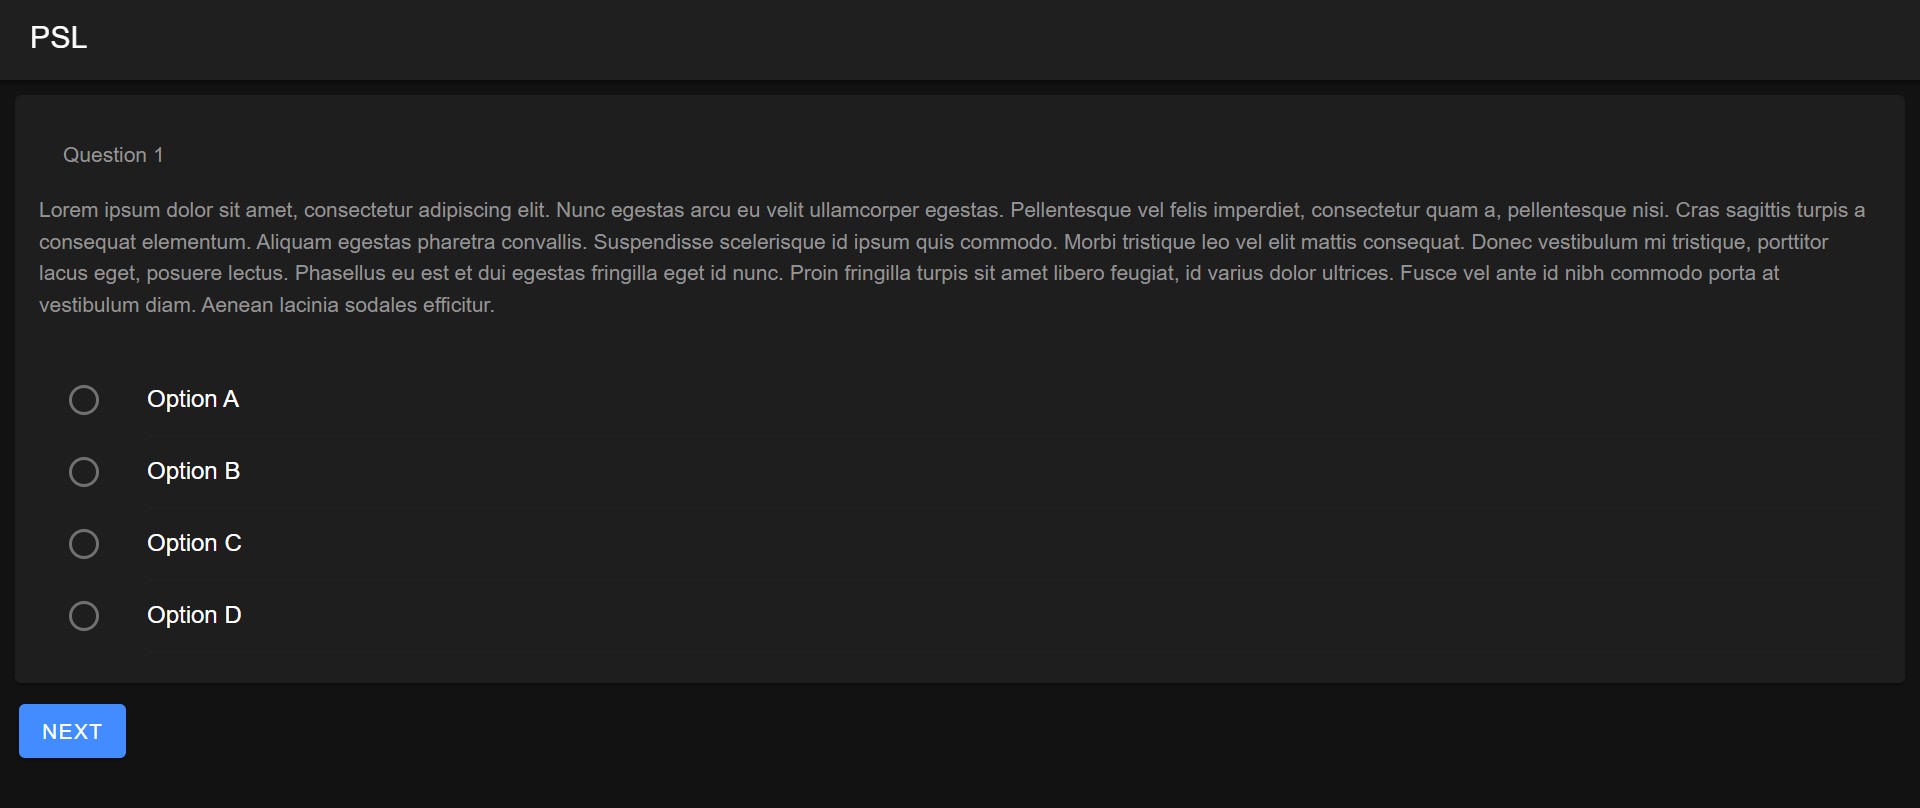 PSL
Question 1
Lorem ipsum dolor sit amet, consectetur adipiscing elit. Nunc egestas arcu eu velit ullamcorper egestas. Pellentesque vel felis imperdiet, consectetur quam a, pellentesque nisi. Cras sagittis turpis a
consequat elementum. Aliquam egestas pharetra convallis. Suspendisse scelerisque id ipsum quis commodo. Morbi tristique leo vel elit mattis consequat. Donec vestibulum mi tristique, porttitor
lacus eget, posuere lectus. Phasellus eu est et dui egestas fringilla eget id nunc. Proin fringilla turpis sit amet libero feugiat, id varius dolor ultrices. Fusce vel ante id nibh commodo porta at
vestibulum diam. Aenean lacinia sodales efficitur.
Option A
Option B
Option C
Option D
NEXT